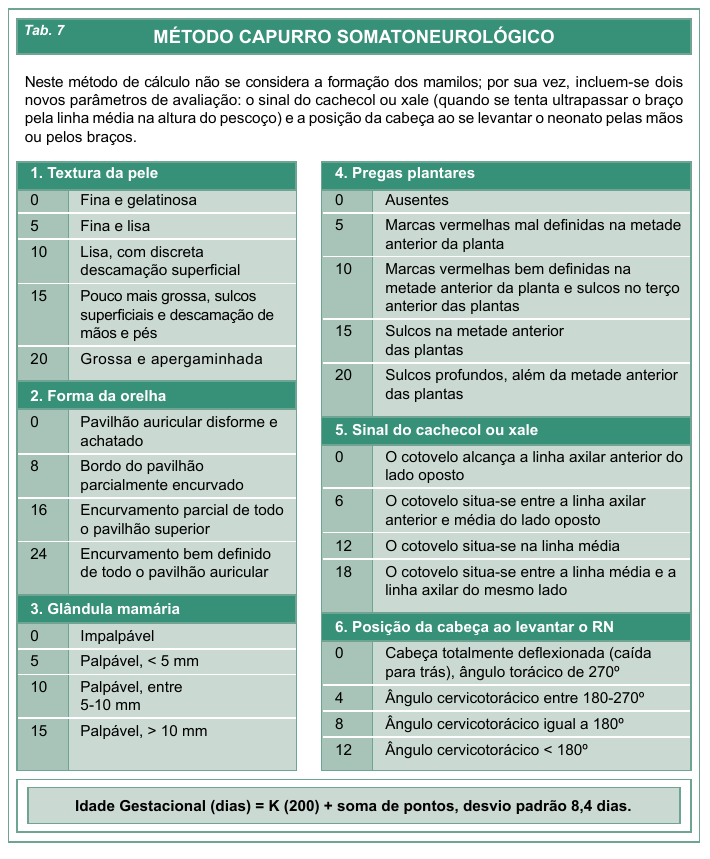 Tab. 7
MÉTODO CAPURRO SOMATONEUROLÓGICO
Neste método de cálculo não se considera a formação dos mamilos; por sua vez, incluem-se dois
novos parâmetros de avaliação: o sinal do cachecol ou xale (quando se tenta ultrapassar o braço
pela linha média na altura do pescoço) e a posição da cabeça ao se levantar o neonato pelas mãos
ou pelos braços.
1. Textura da pele
0 Fina e gelatinosa
5 Fina e lisa
10 Lisa, com discreta
descamação superficial
15 Pouco mais grossa, sulcos
superficiais e descamação de
mãos e pés
20 Grossa e apergaminhada
2. Forma da orelha
0 Pavilhão auricular disforme e
achatado
8 Bordo do pavilhão
parcialmente encurvado
16 Encurvamento parcial de todo
o pavilhão superior
24 Encurvamento bem definido
de todo o pavilhão auricular
3. Glândula mamária
0 Impalpável
5 Palpável, < 5 mm
10 Palpável, entre
5-10 mm
15 Palpável, > 10 mm
4. Pregas plantares
0 Ausentes
5 Marcas vermelhas mal definidas na metade
anterior da planta
10 Marcas vermelhas bem definidas na
metade anterior da planta e sulcos no terço
anterior das plantas
15 Sulcos na metade anterior
das plantas
20 Sulcos profundos, além da metade anterior
das plantas
5. Sinal do cachecol ou xale
0 O cotovelo alcança a linha axilar anterior do
lado oposto
6 O cotovelo situa-se entre a linha axilar
anterior e média do lado oposto
12 O cotovelo situa-se na linha média
18 O cotovelo situa-se entre a linha média e a
linha axilar do mesmo lado
6. Posição da cabeça ao levantar o RN
0 Cabeça totalmente deflexionada (caída
para trás), ângulo torácico de 270º
4 Ângulo cervicotorácico entre 180-270º
8 Ângulo cervicotorácico igual a 180º
12 Ângulo cervicotorácico < 180º
Idade Gestacional (dias) = K (200) + soma de pontos, desvio padrão 8,4 dias.